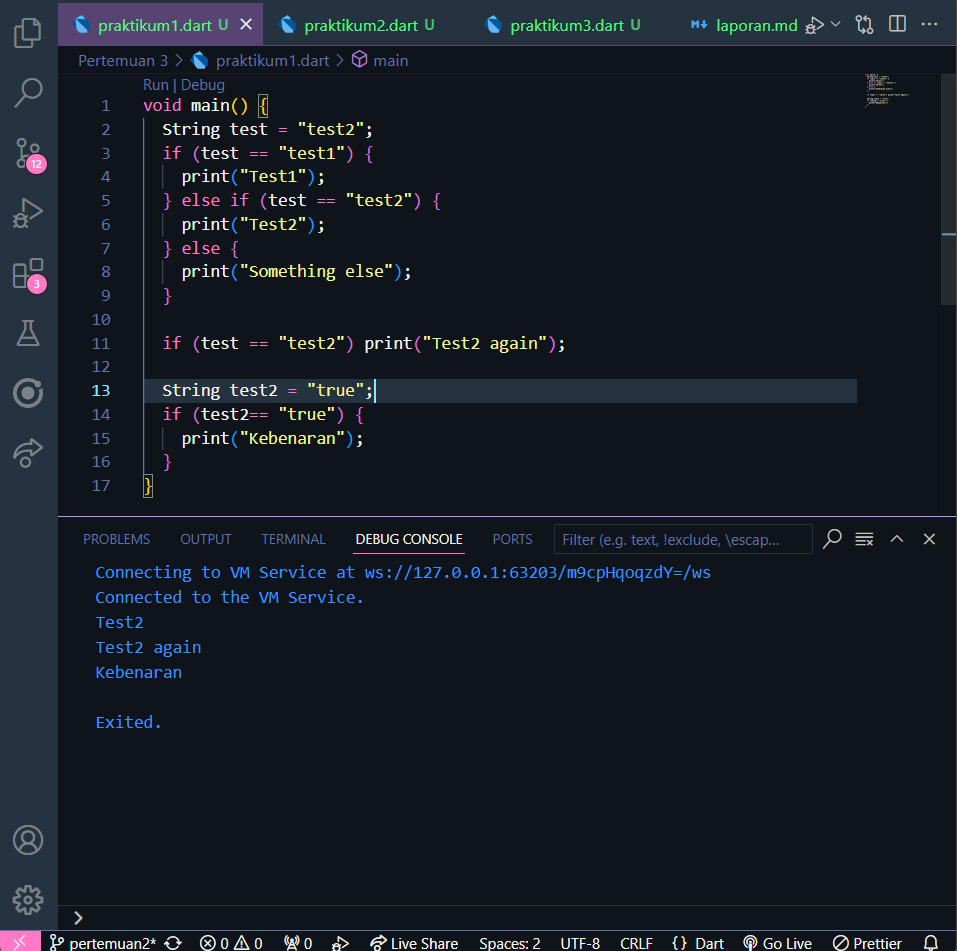 praktikum1.dart U
praktikum2.dart U
praktikum3.dart U
laporan.md
Pertemuan 3 > praktikum1.dart > main
Run | Debug
1 void main() {
2   String test = "test2";
3   if (test == "test1") {
4     print("Test1");
5   } else if (test == "test2") {
6     print("Test2");
7   } else {
8     print("Something else");
9   }
10
11   if (test == "test2") print("Test2 again");
12
13   String test2 = "true";
14   if (test2== "true") {
15     print("Kebenaran");
16   }
17 }
12
3
PROBLEMS OUTPUT TERMINAL DEBUG CONSOLE PORTS Filter (e.g. text, !exclude, \escap...
Connecting to VM Service at ws://127.0.0.1:63203/m9cpHqoqzdY=/ws
Connected to the VM Service.
Test2
Test2 again
Kebenaran
Exited.
>
pertemuan2* 0 0 0 Live Share Spaces: 2 UTF-8 CRLF {} Dart Go Live Prettier